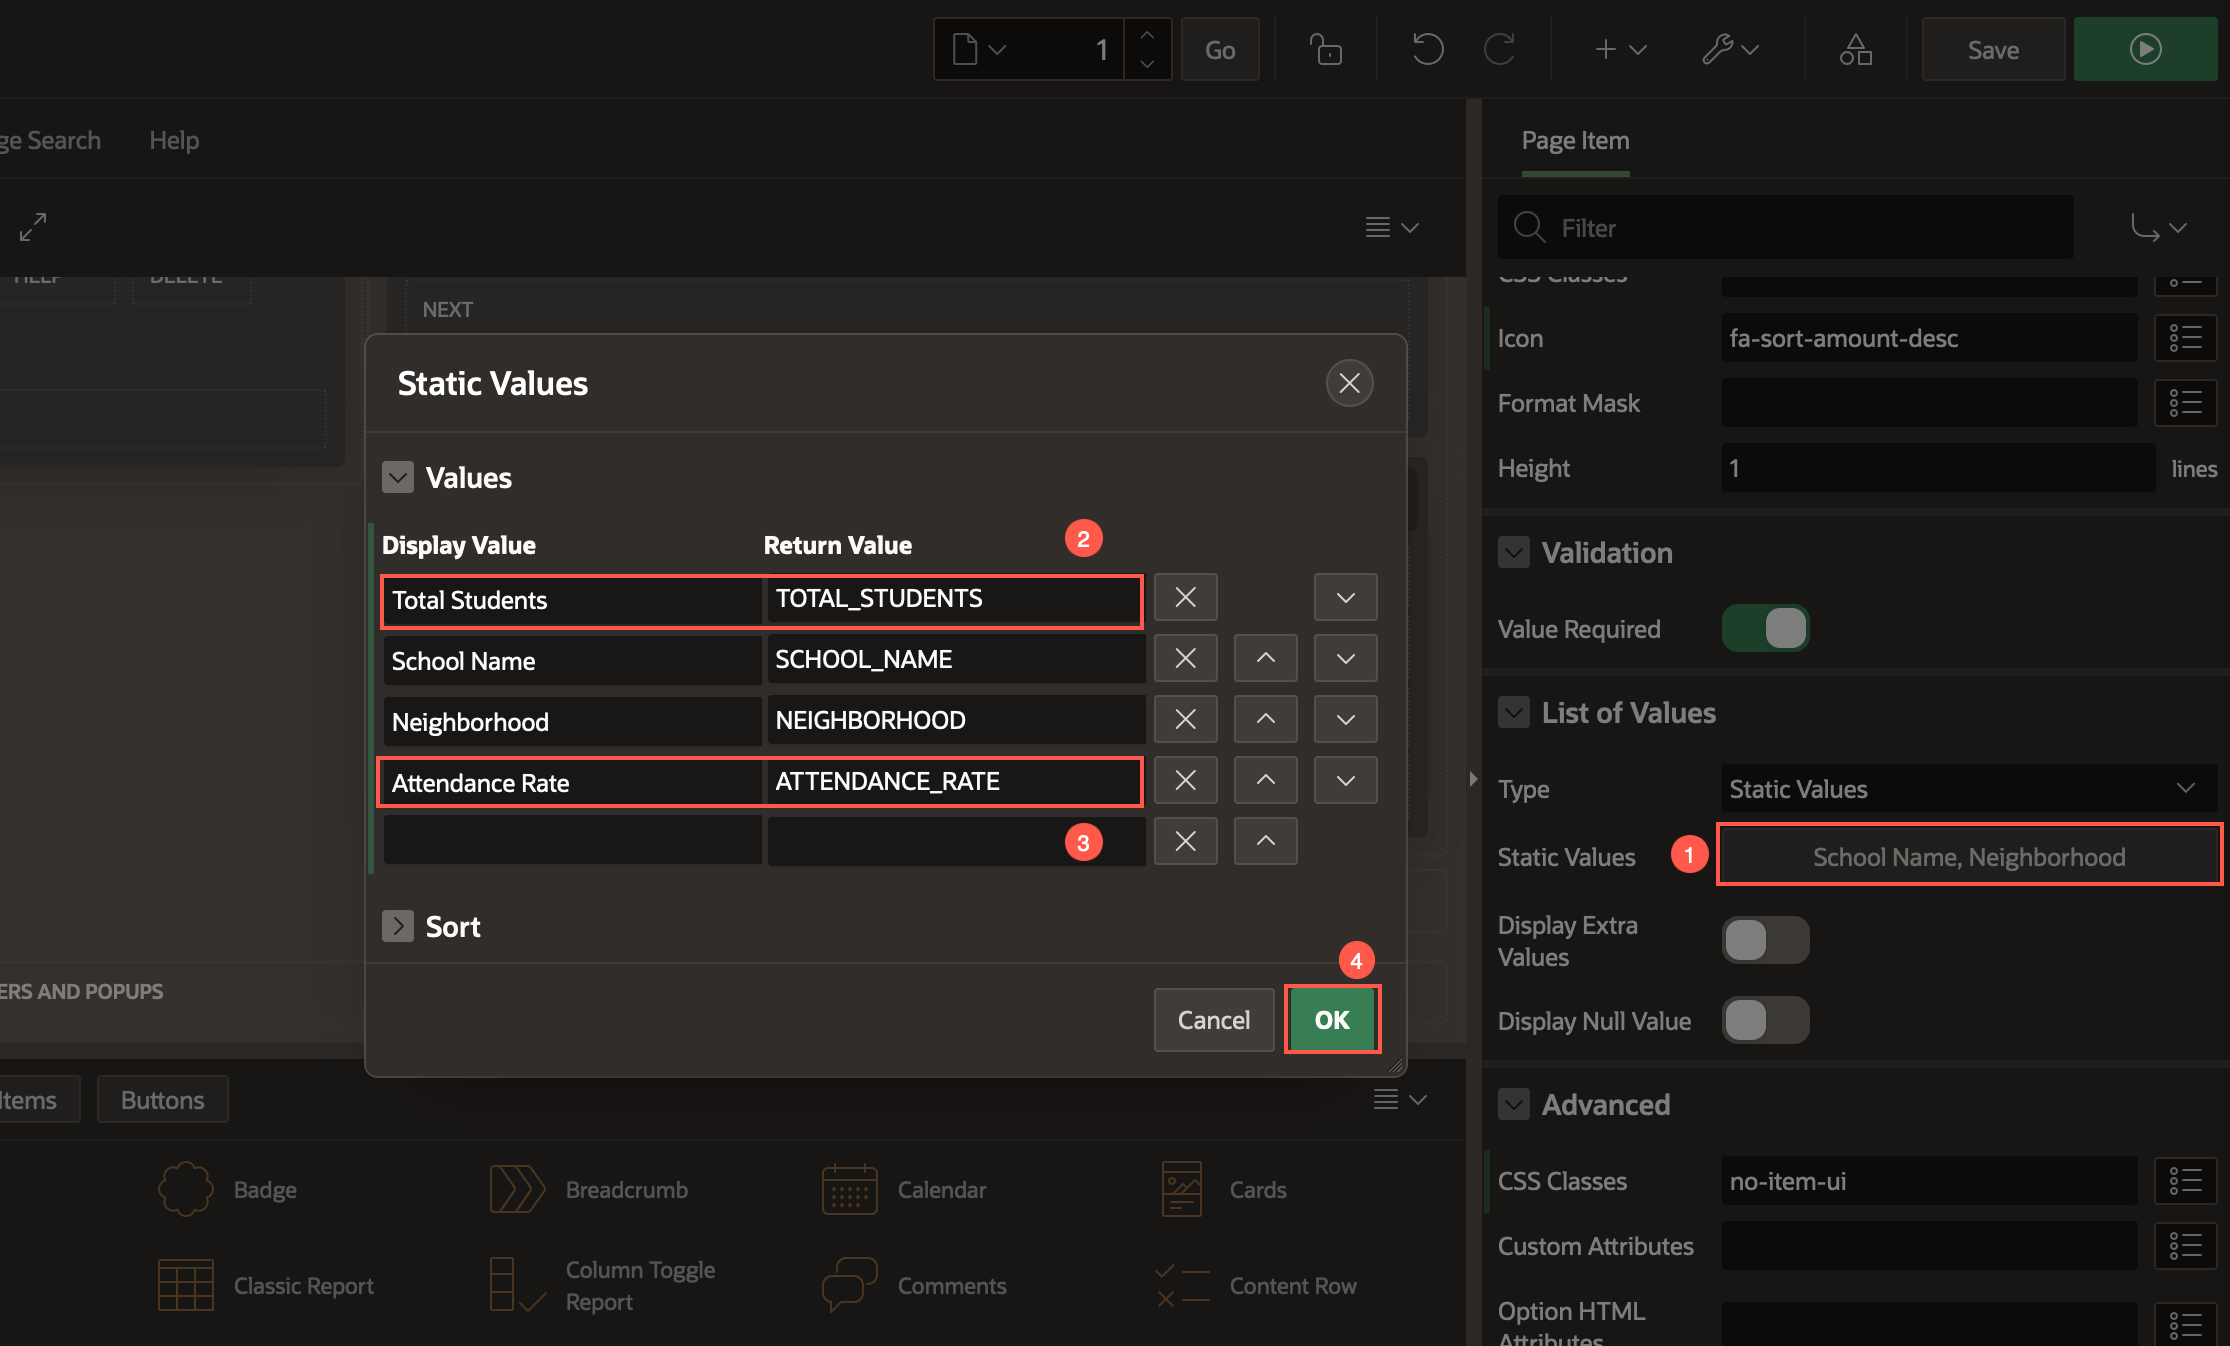 1
Go
Save
ge Search
Help
Page Item
Filter
HELP
DELETE
NEXT
CSS Classes
Icon
fa-sort-amount-desc
Format Mask
Height
1
lines
Static Values
Values
Display Value
Return Value
2
Total Students
TOTAL_STUDENTS
School Name
SCHOOL_NAME
Neighborhood
NEIGHBORHOOD
Attendance Rate
ATTENDANCE_RATE
3
Sort
4
Cancel
OK
Validation
Value Required
List of Values
Type
Static Values
Static Values
1
School Name, Neighborhood
Display Extra
Values
Display Null Value
Advanced
CSS Classes
no-item-ui
Custom Attributes
Option HTML
Attributes
ERS AND POPUPS
Items
Buttons
Badge
Breadcrumb
Calendar
Cards
Classic Report
Column Toggle
Report
Comments
Content Row